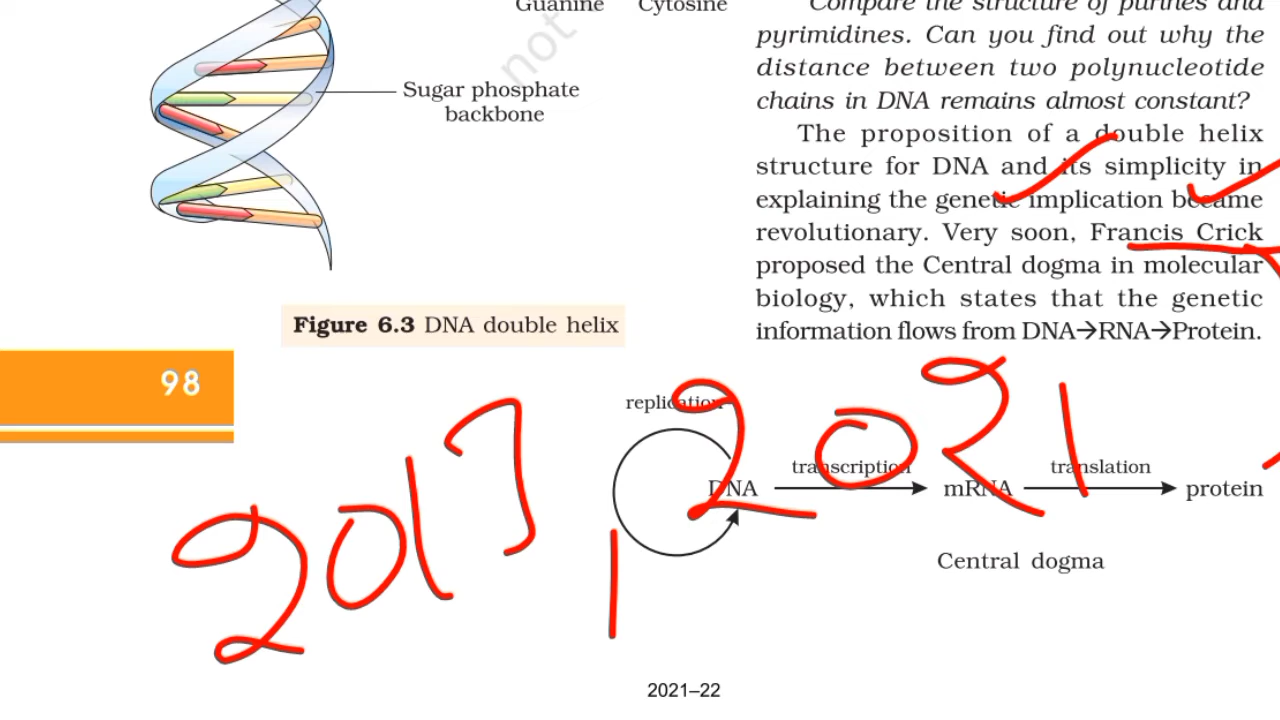 Guanine Cytosine
Compare the structure of purines and
pyrimidines. Can you find out why the
distance between two polynucleotide
chains in DNA remains almost constant?
The proposition of a double helix
structure for DNA and its simplicity in
explaining the genetic implication became
revolutionary. Very soon, Francis Crick
proposed the Central dogma in molecular
biology, which states that the genetic
information flows from DNA→RNA→Protein.
not
Sugar phosphate
backbone
Figure 6.3 DNA double helix
98
replication
DNA transcription mRNA translation protein
Central dogma
2021
2021–22